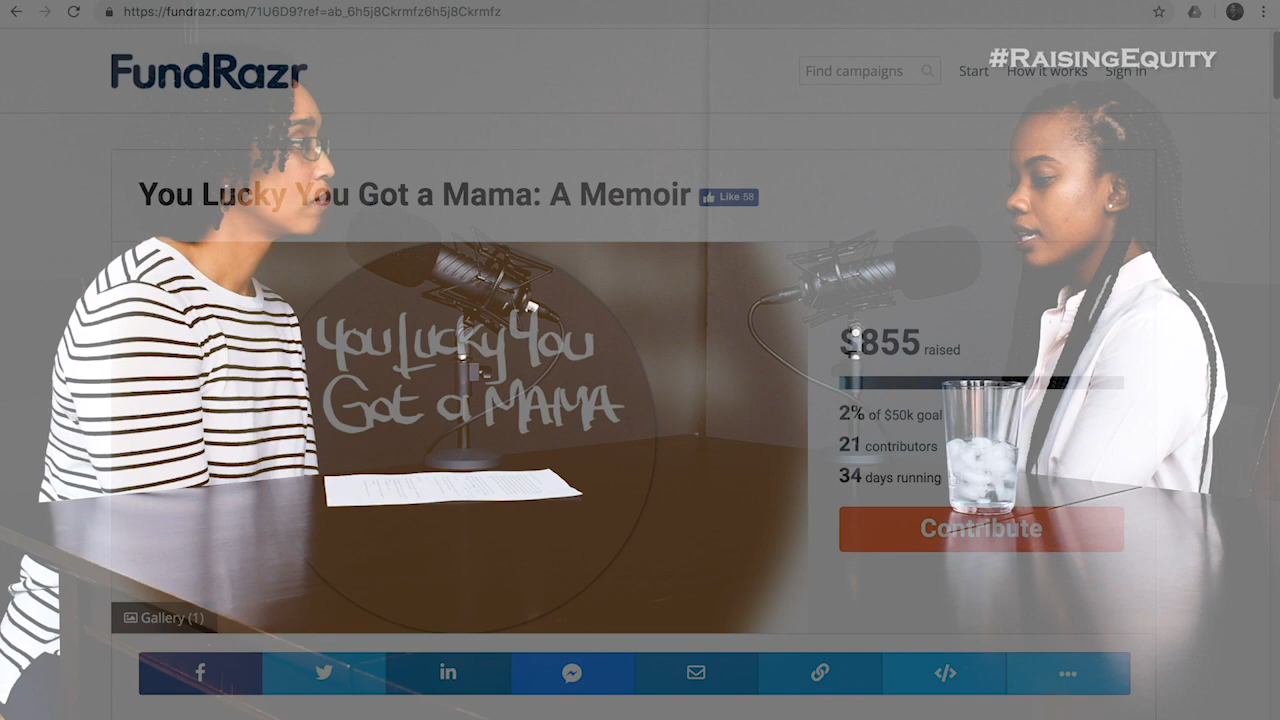 https://fundrazr.com/71U6D9?ref=ab_6h5j8Ckrmfz6h5j8Ckrmfz
#RaisingEquity
FundRazr
Find campaigns
Start
How it works
Sign in
You Lucky You Got a Mama: A Memoir
Like 58
You Lucky You
Got a MAMA
$855 raised
2% of $50k goal
21 contributors
34 days running
Contribute
Gallery (1)